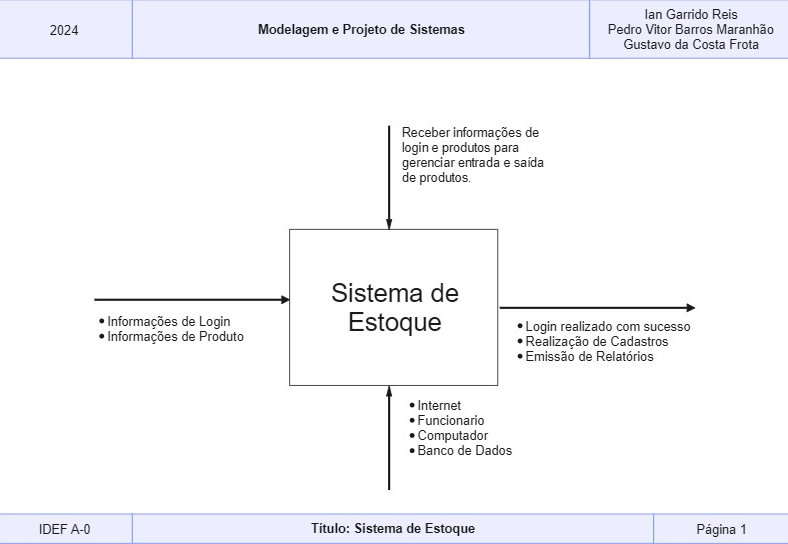 2024
Modelagem e Projeto de Sistemas
Ian Garrido Reis
Pedro Vitor Barros Maranhão
Gustavo da Costa Frota
Receber informações de
login e produtos para
gerenciar entrada e saída
de produtos.
Sistema de
Estoque
• Informações de Login
• Informações de Produto
• Login realizado com sucesso
• Realização de Cadastros
• Emissão de Relatórios
• Internet
• Funcionario
• Computador
• Banco de Dados
IDEF A-0
Título: Sistema de Estoque
Página 1